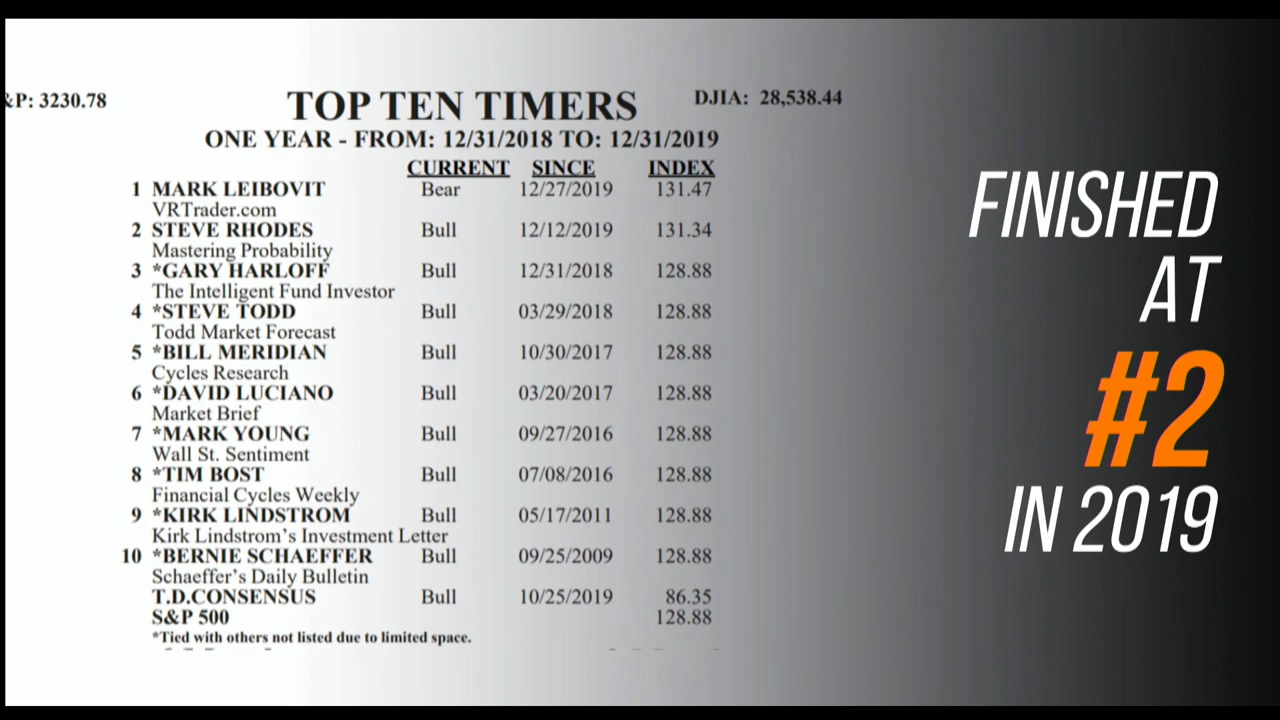 &P: 3230.78
TOP TEN TIMERS
DJIA: 28,538.44
ONE YEAR - FROM: 12/31/2018 TO: 12/31/2019
CURRENT SINCE INDEX
1 MARK LEIBOVIT Bear 12/27/2019 131.47
VRTrader.com
2 STEVE RHODES Bull 12/12/2019 131.34
Mastering Probability
3 *GARY HARLOFF Bull 12/31/2018 128.88
The Intelligent Fund Investor
4 *STEVE TODD Bull 03/29/2018 128.88
Todd Market Forecast
5 *BILL MERIDIAN Bull 10/30/2017 128.88
Cycles Research
6 *DAVID LUCIANO Bull 03/20/2017 128.88
Market Brief
7 *MARK YOUNG Bull 09/27/2016 128.88
Wall St. Sentiment
8 *TIM BOST Bull 07/08/2016 128.88
Financial Cycles Weekly
9 *KIRK LINDSTROM Bull 05/17/2011 128.88
Kirk Lindstrom's Investment Letter
10 *BERNIE SCHAEFFER Bull 09/25/2009 128.88
Schaeffer's Daily Bulletin
T.D.CONSENSUS Bull 10/25/2019 86.35
S&P 500 128.88
*Tied with others not listed due to limited space.
FINISHED
AT
#2
IN 2019